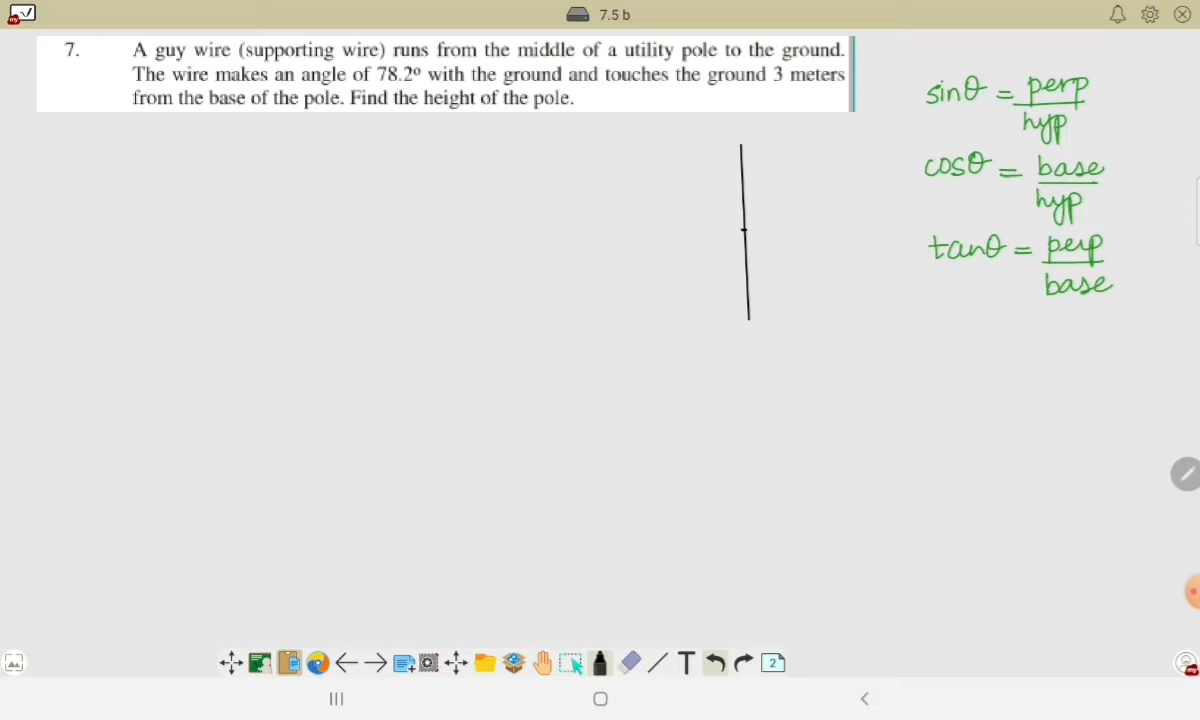 7.5 b
7. A guy wire (supporting wire) runs from the middle of a utility pole to the ground.
The wire makes an angle of 78.2º with the ground and touches the ground 3 meters
from the base of the pole. Find the height of the pole.
sinθ = perp
hyp
cosθ = base
hyp
tanθ = perp
base
T
2